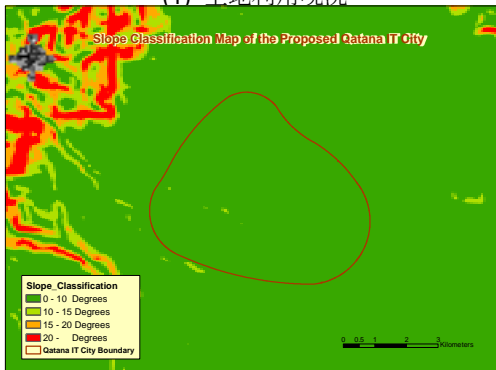 Slope Classification Map of the Proposed Qatana IT City
Slope_Classification
0 - 10 Degrees
10 - 15 Degrees
15 - 20 Degrees
20 - Degrees
Qatana IT City Boundary
0 0.5 1 2 3
Kilometers